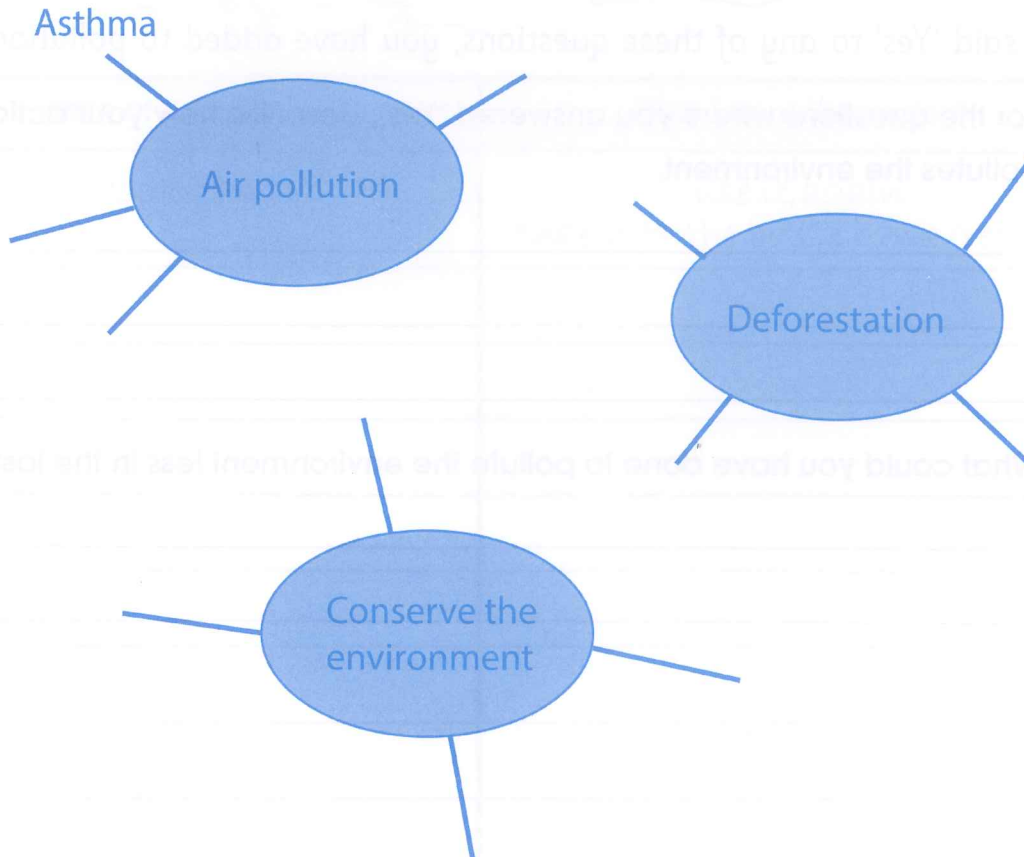 Asthma
Air pollution
Deforestation
Conserve the
environment